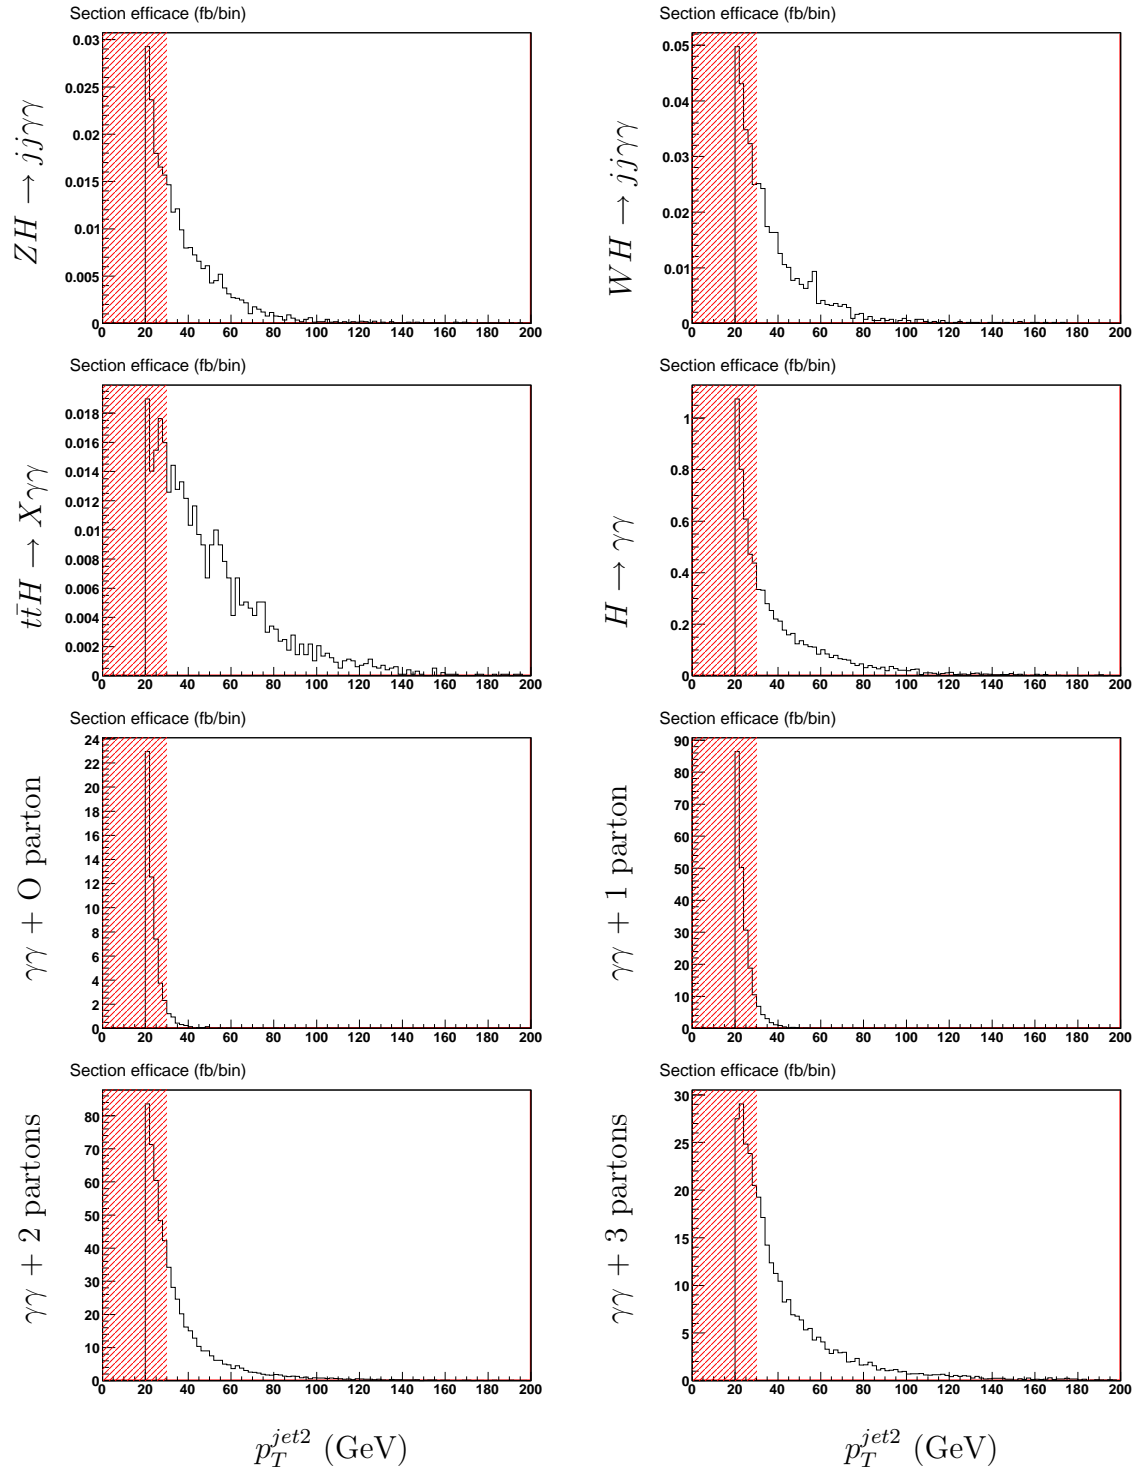 Section efficace (fb/bin)
ZH → jjγγ
0.03
0.025
0.02
0.015
0.01
0.005
0
0 20 40 60 80 100 120 140 160 180 200
Section efficace (fb/bin)
WH → jjγγ
0.05
0.04
0.03
0.02
0.01
0
0 20 40 60 80 100 120 140 160 180 200
Section efficace (fb/bin)
tt̄H → Xγγ
0.018
0.016
0.014
0.012
0.01
0.008
0.006
0.004
0.002
0
0 20 40 60 80 100 120 140 160 180 200
Section efficace (fb/bin)
H → γγ
1
0.8
0.6
0.4
0.2
0
0 20 40 60 80 100 120 140 160 180 200
Section efficace (fb/bin)
γγ + O parton
24
22
20
18
16
14
12
10
8
6
4
2
0
0 20 40 60 80 100 120 140 160 180 200
Section efficace (fb/bin)
γγ + 1 parton
90
80
70
60
50
40
30
20
10
0
0 20 40 60 80 100 120 140 160 180 200
Section efficace (fb/bin)
γγ + 2 partons
80
70
60
50
40
30
20
10
0
0 20 40 60 80 100 120 140 160 180 200
p_T^{jet2} (GeV)
Section efficace (fb/bin)
γγ + 3 partons
30
25
20
15
10
5
0
0 20 40 60 80 100 120 140 160 180 200
p_T^{jet2} (GeV)